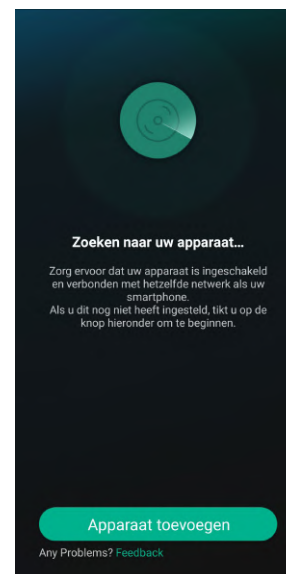 Zoeken naar uw apparaat...
Zorg ervoor dat uw apparaat is ingeschakeld
en verbonden met hetzelfde netwerk als uw
smartphone.
Als u dit nog niet heeft ingesteld, tikt u op de
knop hieronder om te beginnen.
Apparaat toevoegen
Any Problems? Feedback